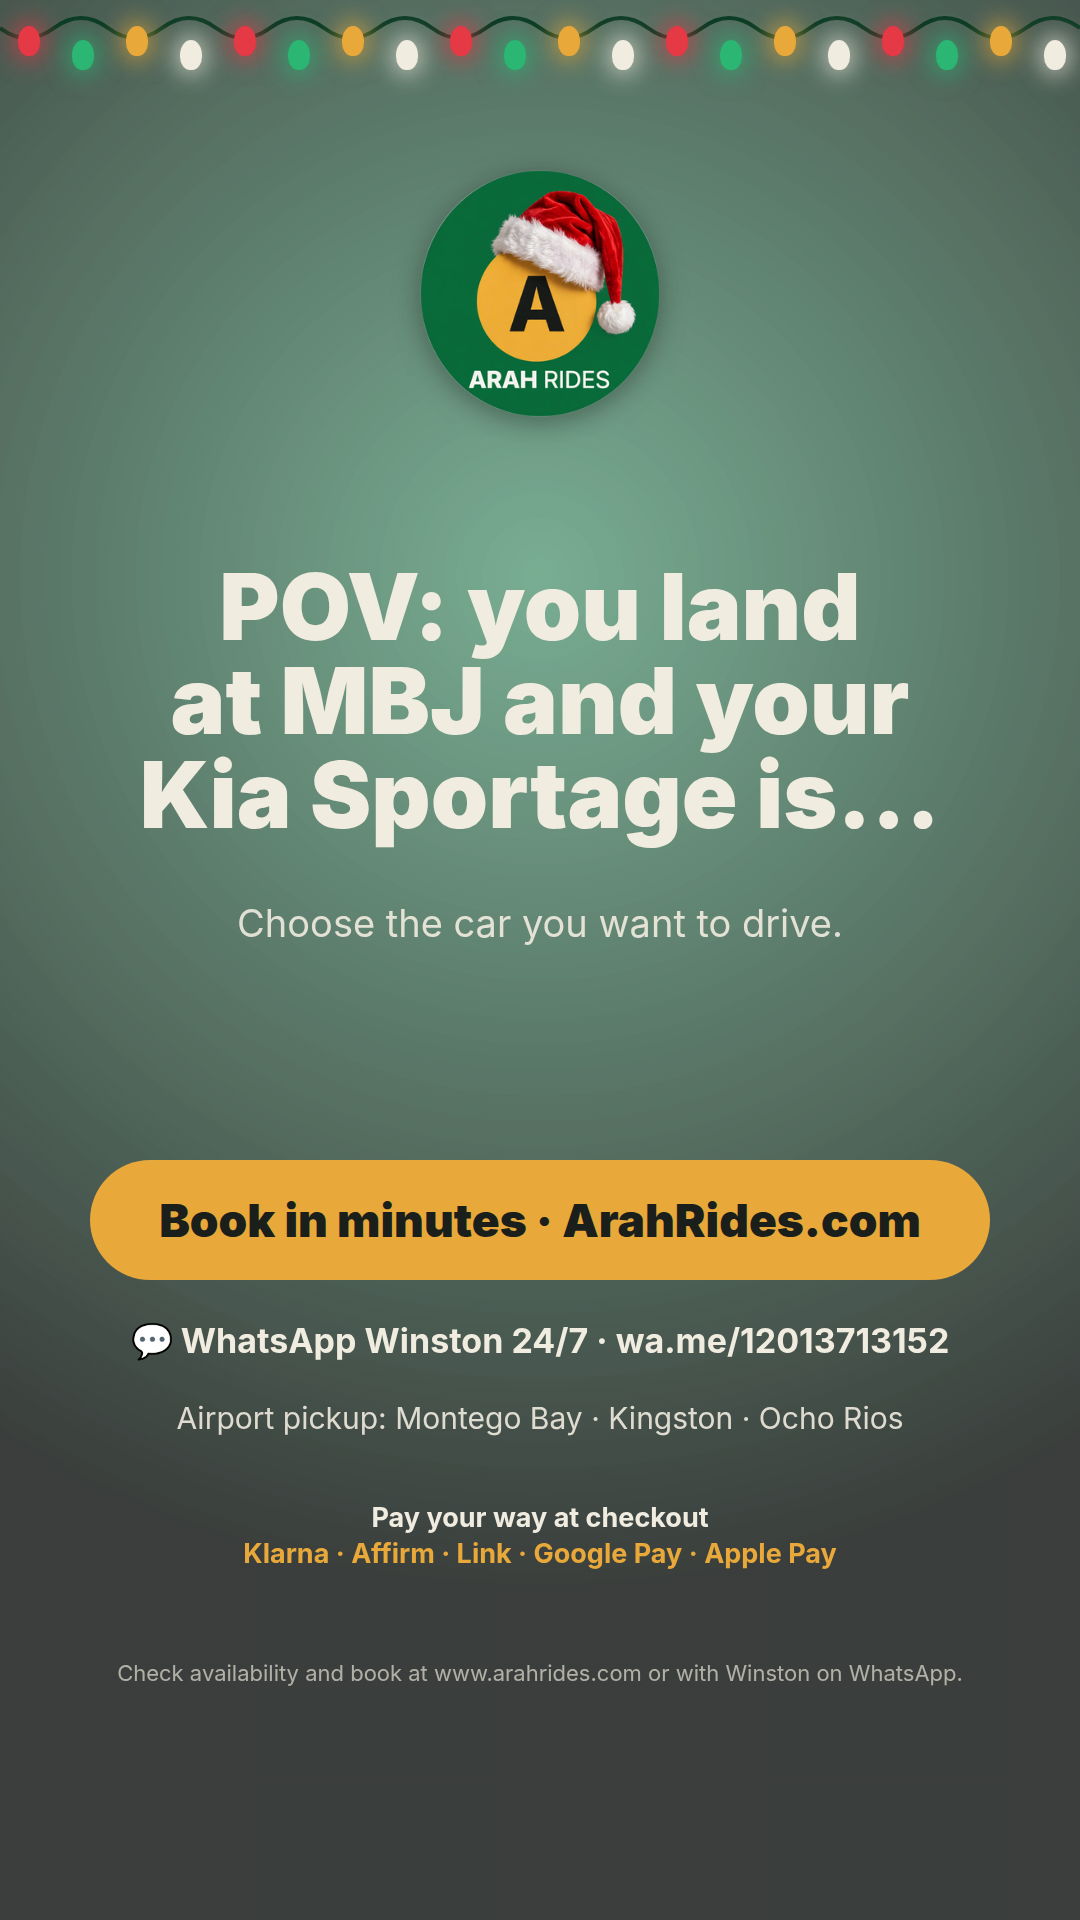 A
ARAH RIDES
POV: you land
at MBJ and your
Kia Sportage is...
Choose the car you want to drive.
Book in minutes · ArahRides.com
💬 WhatsApp Winston 24/7 · wa.me/12013713152
Airport pickup: Montego Bay · Kingston · Ocho Rios
Pay your way at checkout
Klarna · Affirm · Link · Google Pay · Apple Pay
Check availability and book at www.arahrides.com or with Winston on WhatsApp.